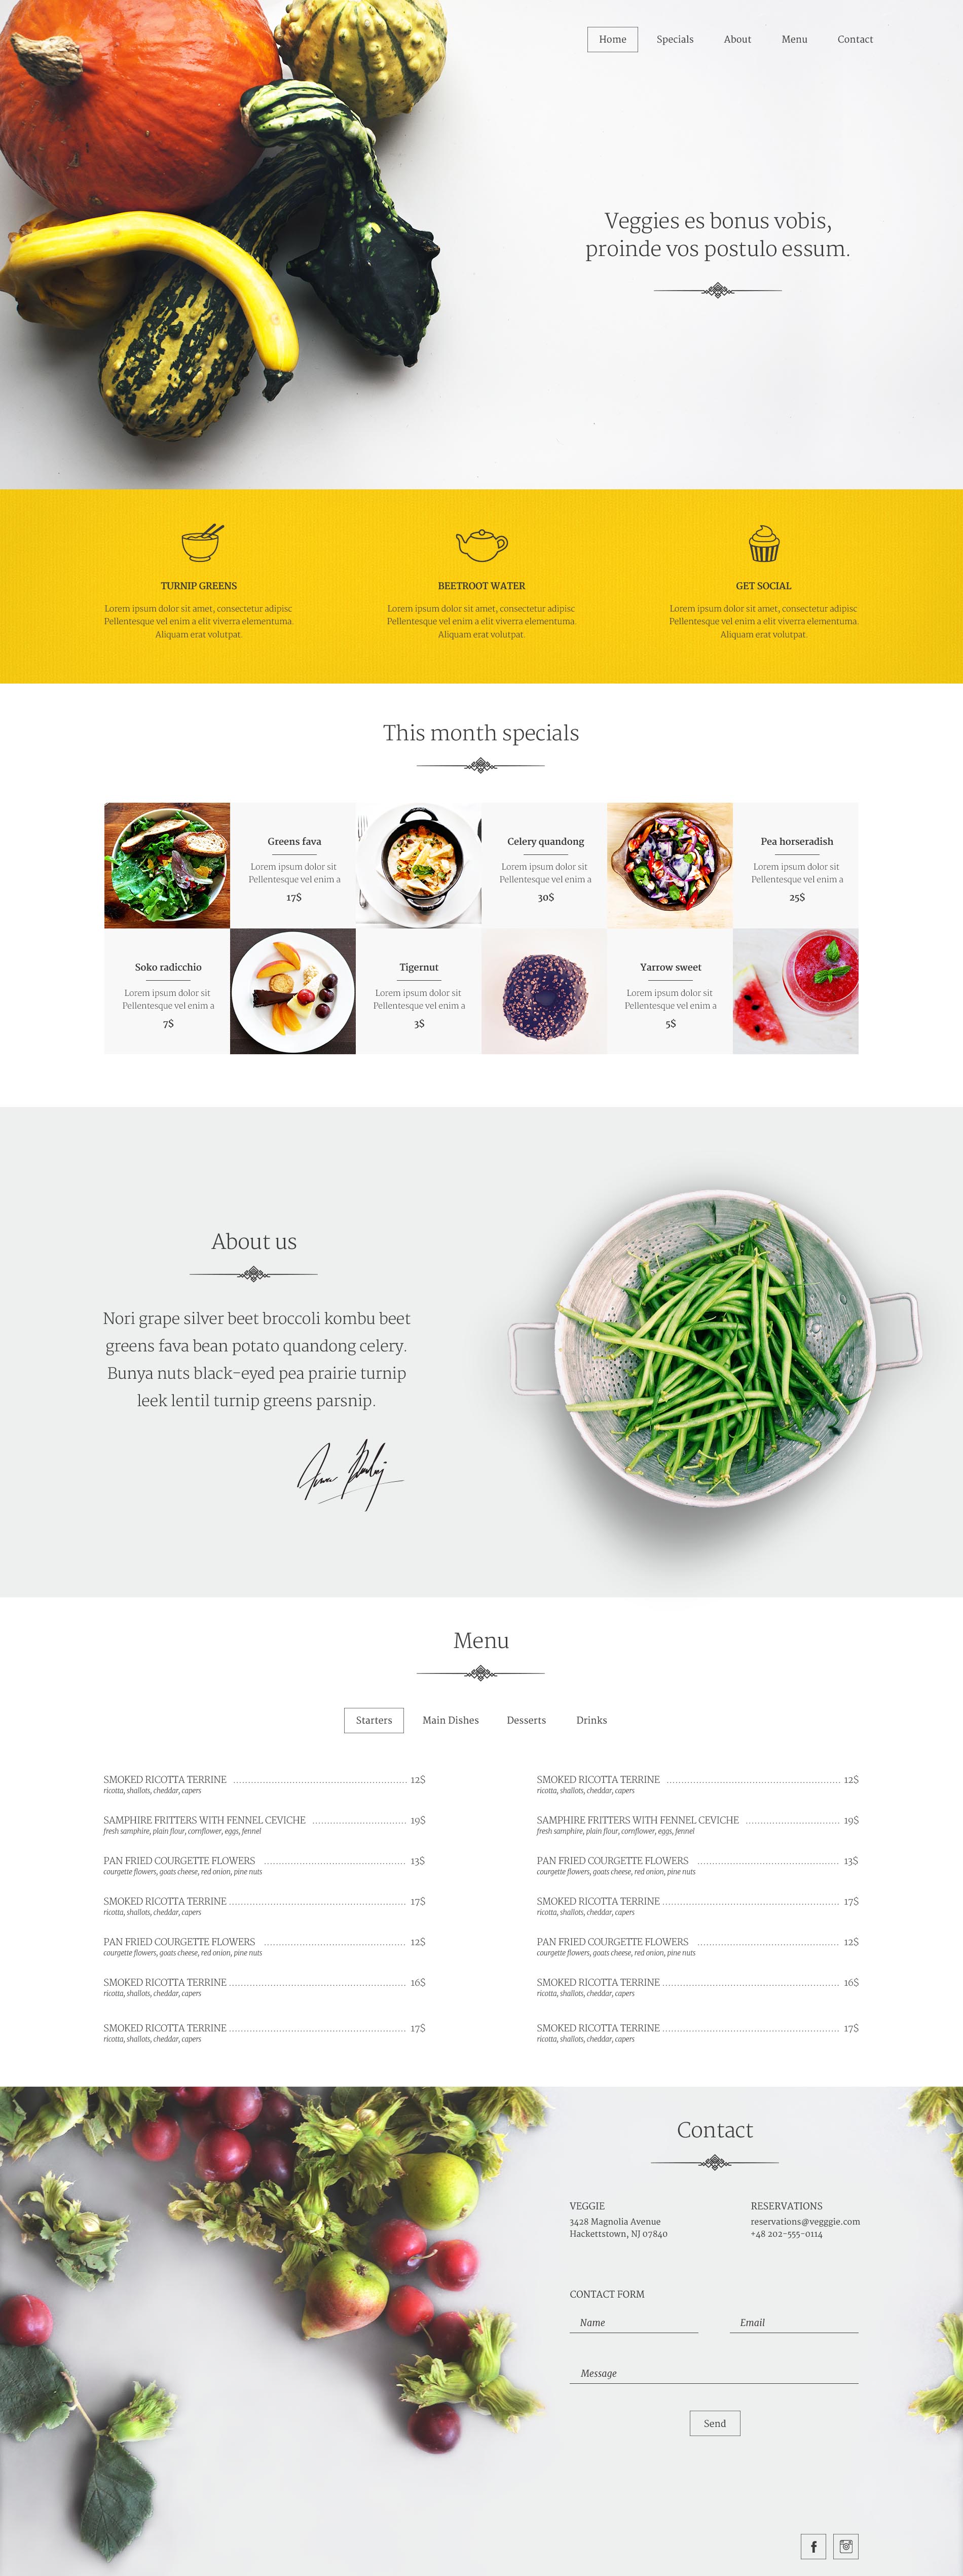 Home Specials About Menu Contact
Veggies es bonus vobis,
proinde vos postulo essum.
TURNIP GREENS
Lorem ipsum dolor sit amet, consectetur adipisc
Pellentesque vel enim a elit viverra elementuma.
Aliquam erat volutpat.
BEETROOT WATER
Lorem ipsum dolor sit amet, consectetur adipisc
Pellentesque vel enim a elit viverra elementuma.
Aliquam erat volutpat.
GET SOCIAL
Lorem ipsum dolor sit amet, consectetur adipisc
Pellentesque vel enim a elit viverra elementuma.
Aliquam erat volutpat.
This month specials
Greens fava
Lorem ipsum dolor sit
Pellentesque vel enim a
17$
Celery quandong
Lorem ipsum dolor sit
Pellentesque vel enim a
30$
Pea horseradish
Lorem ipsum dolor sit
Pellentesque vel enim a
25$
Soko radicchio
Lorem ipsum dolor sit
Pellentesque vel enim a
7$
Tigernut
Lorem ipsum dolor sit
Pellentesque vel enim a
3$
Yarrow sweet
Lorem ipsum dolor sit
Pellentesque vel enim a
5$
About us
Nori grape silver beet broccoli kombu beet
greens fava bean potato quandong celery.
Bunya nuts black-eyed pea prairie turnip
leek lentil turnip greens parsnip.
Menu
Starters Main Dishes Desserts Drinks
SMOKED RICOTTA TERRINE 12$
ricotta, shallots, cheddar, capers
SAMPHIRE FRITTERS WITH FENNEL CEVICHE 19$
fresh samphire, plain flour, cornflower, eggs, fennel
PAN FRIED COURGETTE FLOWERS 13$
courgette flowers, goats cheese, red onion, pine nuts
SMOKED RICOTTA TERRINE 17$
ricotta, shallots, cheddar, capers
PAN FRIED COURGETTE FLOWERS 12$
courgette flowers, goats cheese, red onion, pine nuts
SMOKED RICOTTA TERRINE 16$
ricotta, shallots, cheddar, capers
SMOKED RICOTTA TERRINE 17$
ricotta, shallots, cheddar, capers
SMOKED RICOTTA TERRINE 12$
ricotta, shallots, cheddar, capers
SAMPHIRE FRITTERS WITH FENNEL CEVICHE 19$
fresh samphire, plain flour, cornflower, eggs, fennel
PAN FRIED COURGETTE FLOWERS 13$
courgette flowers, goats cheese, red onion, pine nuts
SMOKED RICOTTA TERRINE 17$
ricotta, shallots, cheddar, capers
PAN FRIED COURGETTE FLOWERS 12$
courgette flowers, goats cheese, red onion, pine nuts
SMOKED RICOTTA TERRINE 16$
ricotta, shallots, cheddar, capers
SMOKED RICOTTA TERRINE 17$
ricotta, shallots, cheddar, capers
Contact
VEGGIE
3428 Magnolia Avenue
Hackettstown, NJ 07840
RESERVATIONS
reservations@vegggie.com
+48 202-555-0114
CONTACT FORM
Name
Email
Message
Send